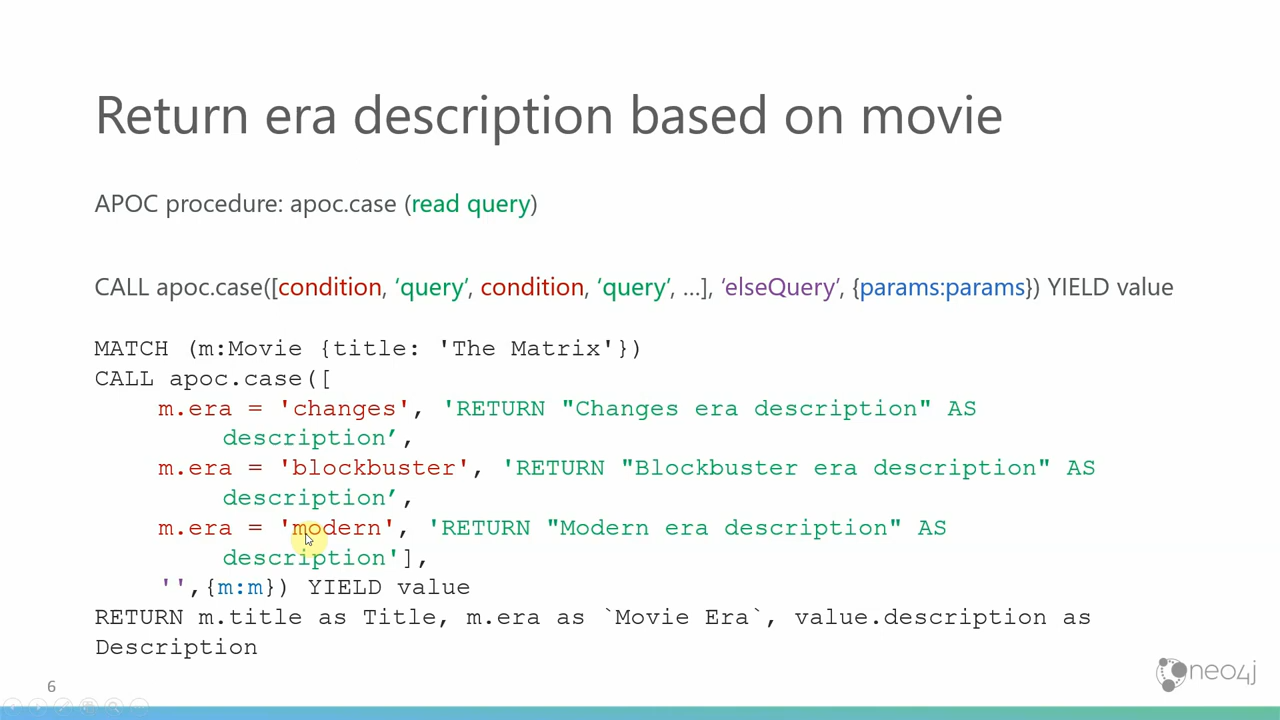 Return era description based on movie
APOC procedure: apoc.case (read query)
CALL apoc.case([condition, ‘query’, condition, ‘query’, …], ‘elseQuery’, {params:params}) YIELD value
MATCH (m:Movie {title: 'The Matrix'})
CALL apoc.case([
m.era = 'changes', 'RETURN "Changes era description" AS
description’,
m.era = 'blockbuster', 'RETURN "Blockbuster era description" AS
description’,
m.era = 'modern', 'RETURN "Modern era description" AS
description'],
'',{m:m}) YIELD value
RETURN m.title as Title, m.era as `Movie Era`, value.description as
Description
6
neo4j